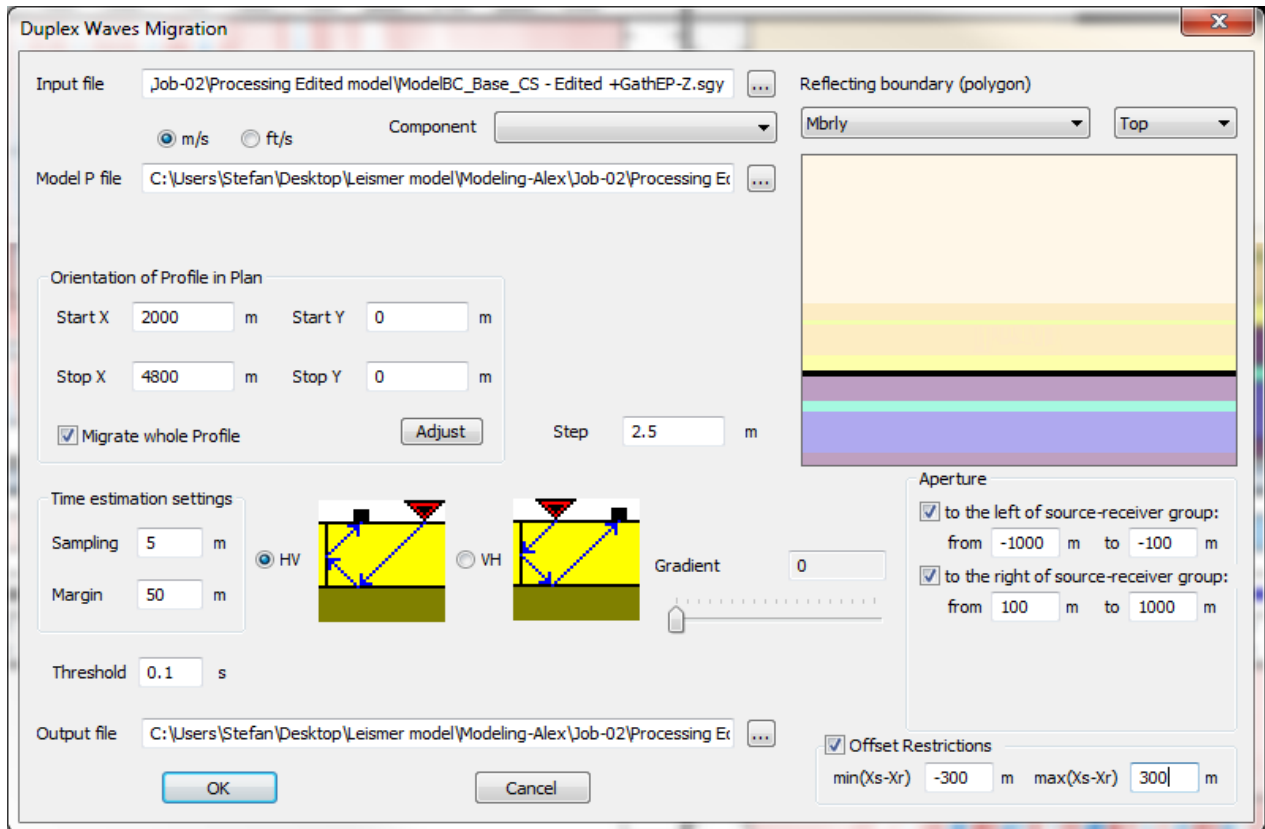 Duplex Waves Migration
X
Input file ,Job-02\Processing Edited model\ModelBC_Base_CS - Edited +GathEP-Z.sgy ...
Reflecting boundary (polygon)
m/s ft/s Component
Mbrly Top
Model P file C:\Users\Stefan\Desktop\Leismer model\Modeling-Alex\Job-02\Processing Ec ...
Orientation of Profile in Plan
Start X 2000 m Start Y 0 m
Stop X 4800 m Stop Y 0 m
Migrate whole Profile Adjust Step 2.5 m
Time estimation settings
Sampling 5 m
Margin 50 m
HV VH
Gradient 0
Aperture
to the left of source-receiver group:
from -1000 m to -100 m
to the right of source-receiver group:
from 100 m to 1000 m
Threshold 0.1 s
Output file C:\Users\Stefan\Desktop\Leismer model\Modeling-Alex\Job-02\Processing Ec ...
Offset Restrictions
min(Xs-Xr) -300 m max(Xs-Xr) 300 m
OK Cancel